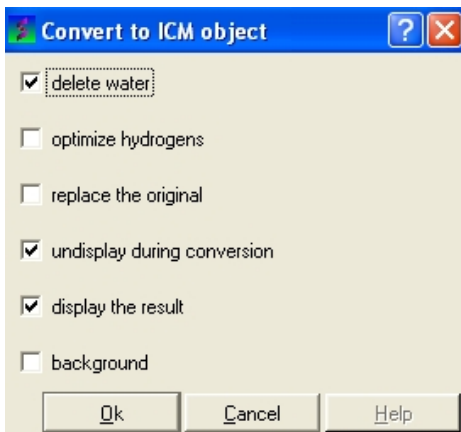 Convert to ICM object
delete water
optimize hydrogens
replace the original
undisplay during conversion
display the result
background
Ok Cancel Help